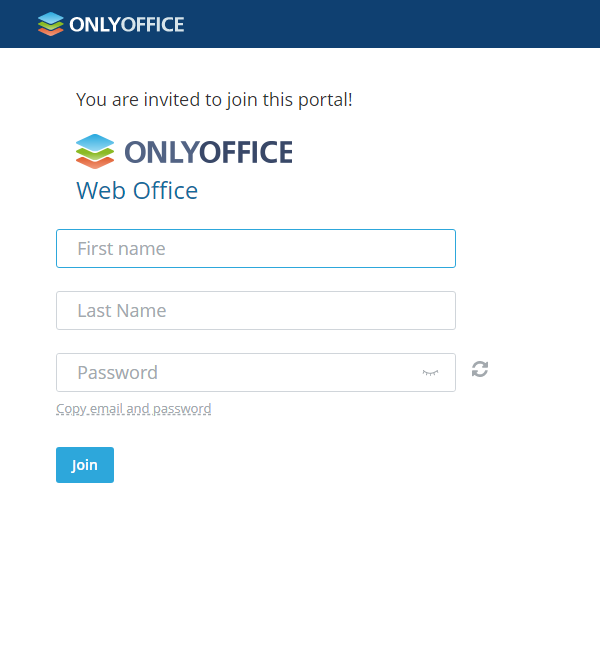 ONLYOFFICE
You are invited to join this portal!
ONLYOFFICE
Web Office
First name
Last Name
Password
Copy email and password
Join